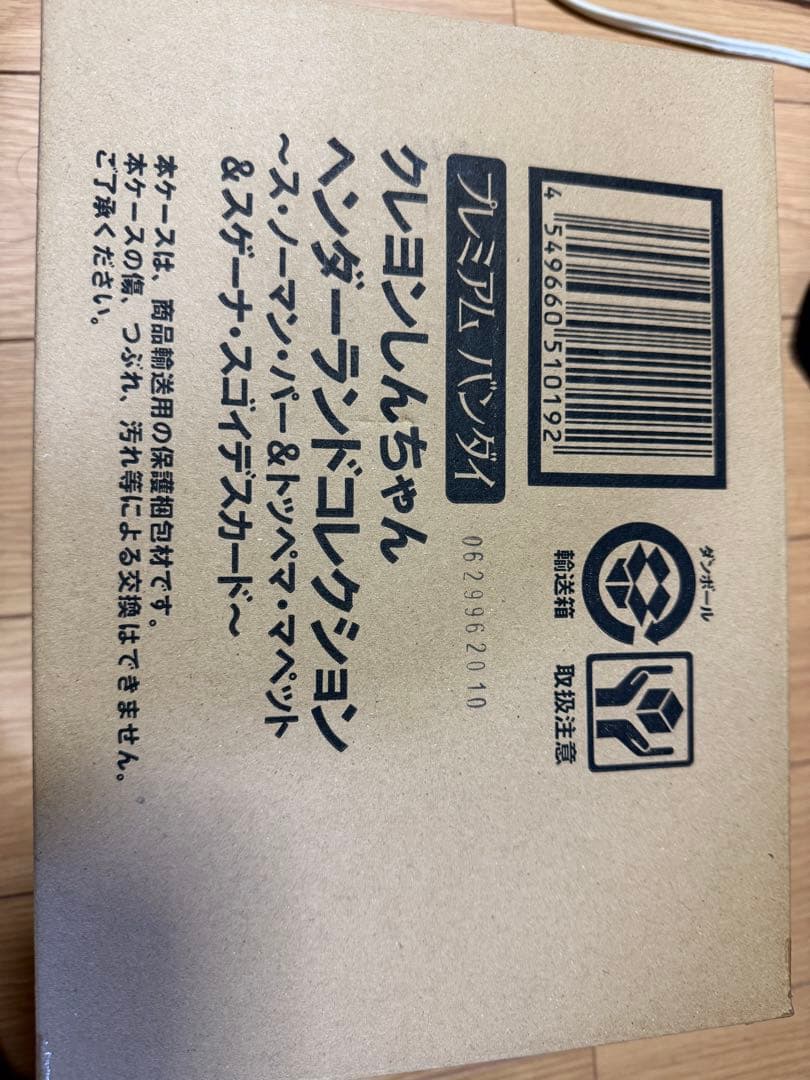 4 549660 510192
ダンボール
輸送箱
取扱注意
プレミアム バンダイ
0629962010
クレヨンしんちゃん
ヘンダーランドコレクション
～ス・ノーマン・パー&トッペマ・マペット
&スゲーナ・スゴイデスカード～
本ケースは、商品輸送用の保護梱包材です。
本ケースの傷、つぶれ、汚れ等による交換はできません。
ご了承ください。